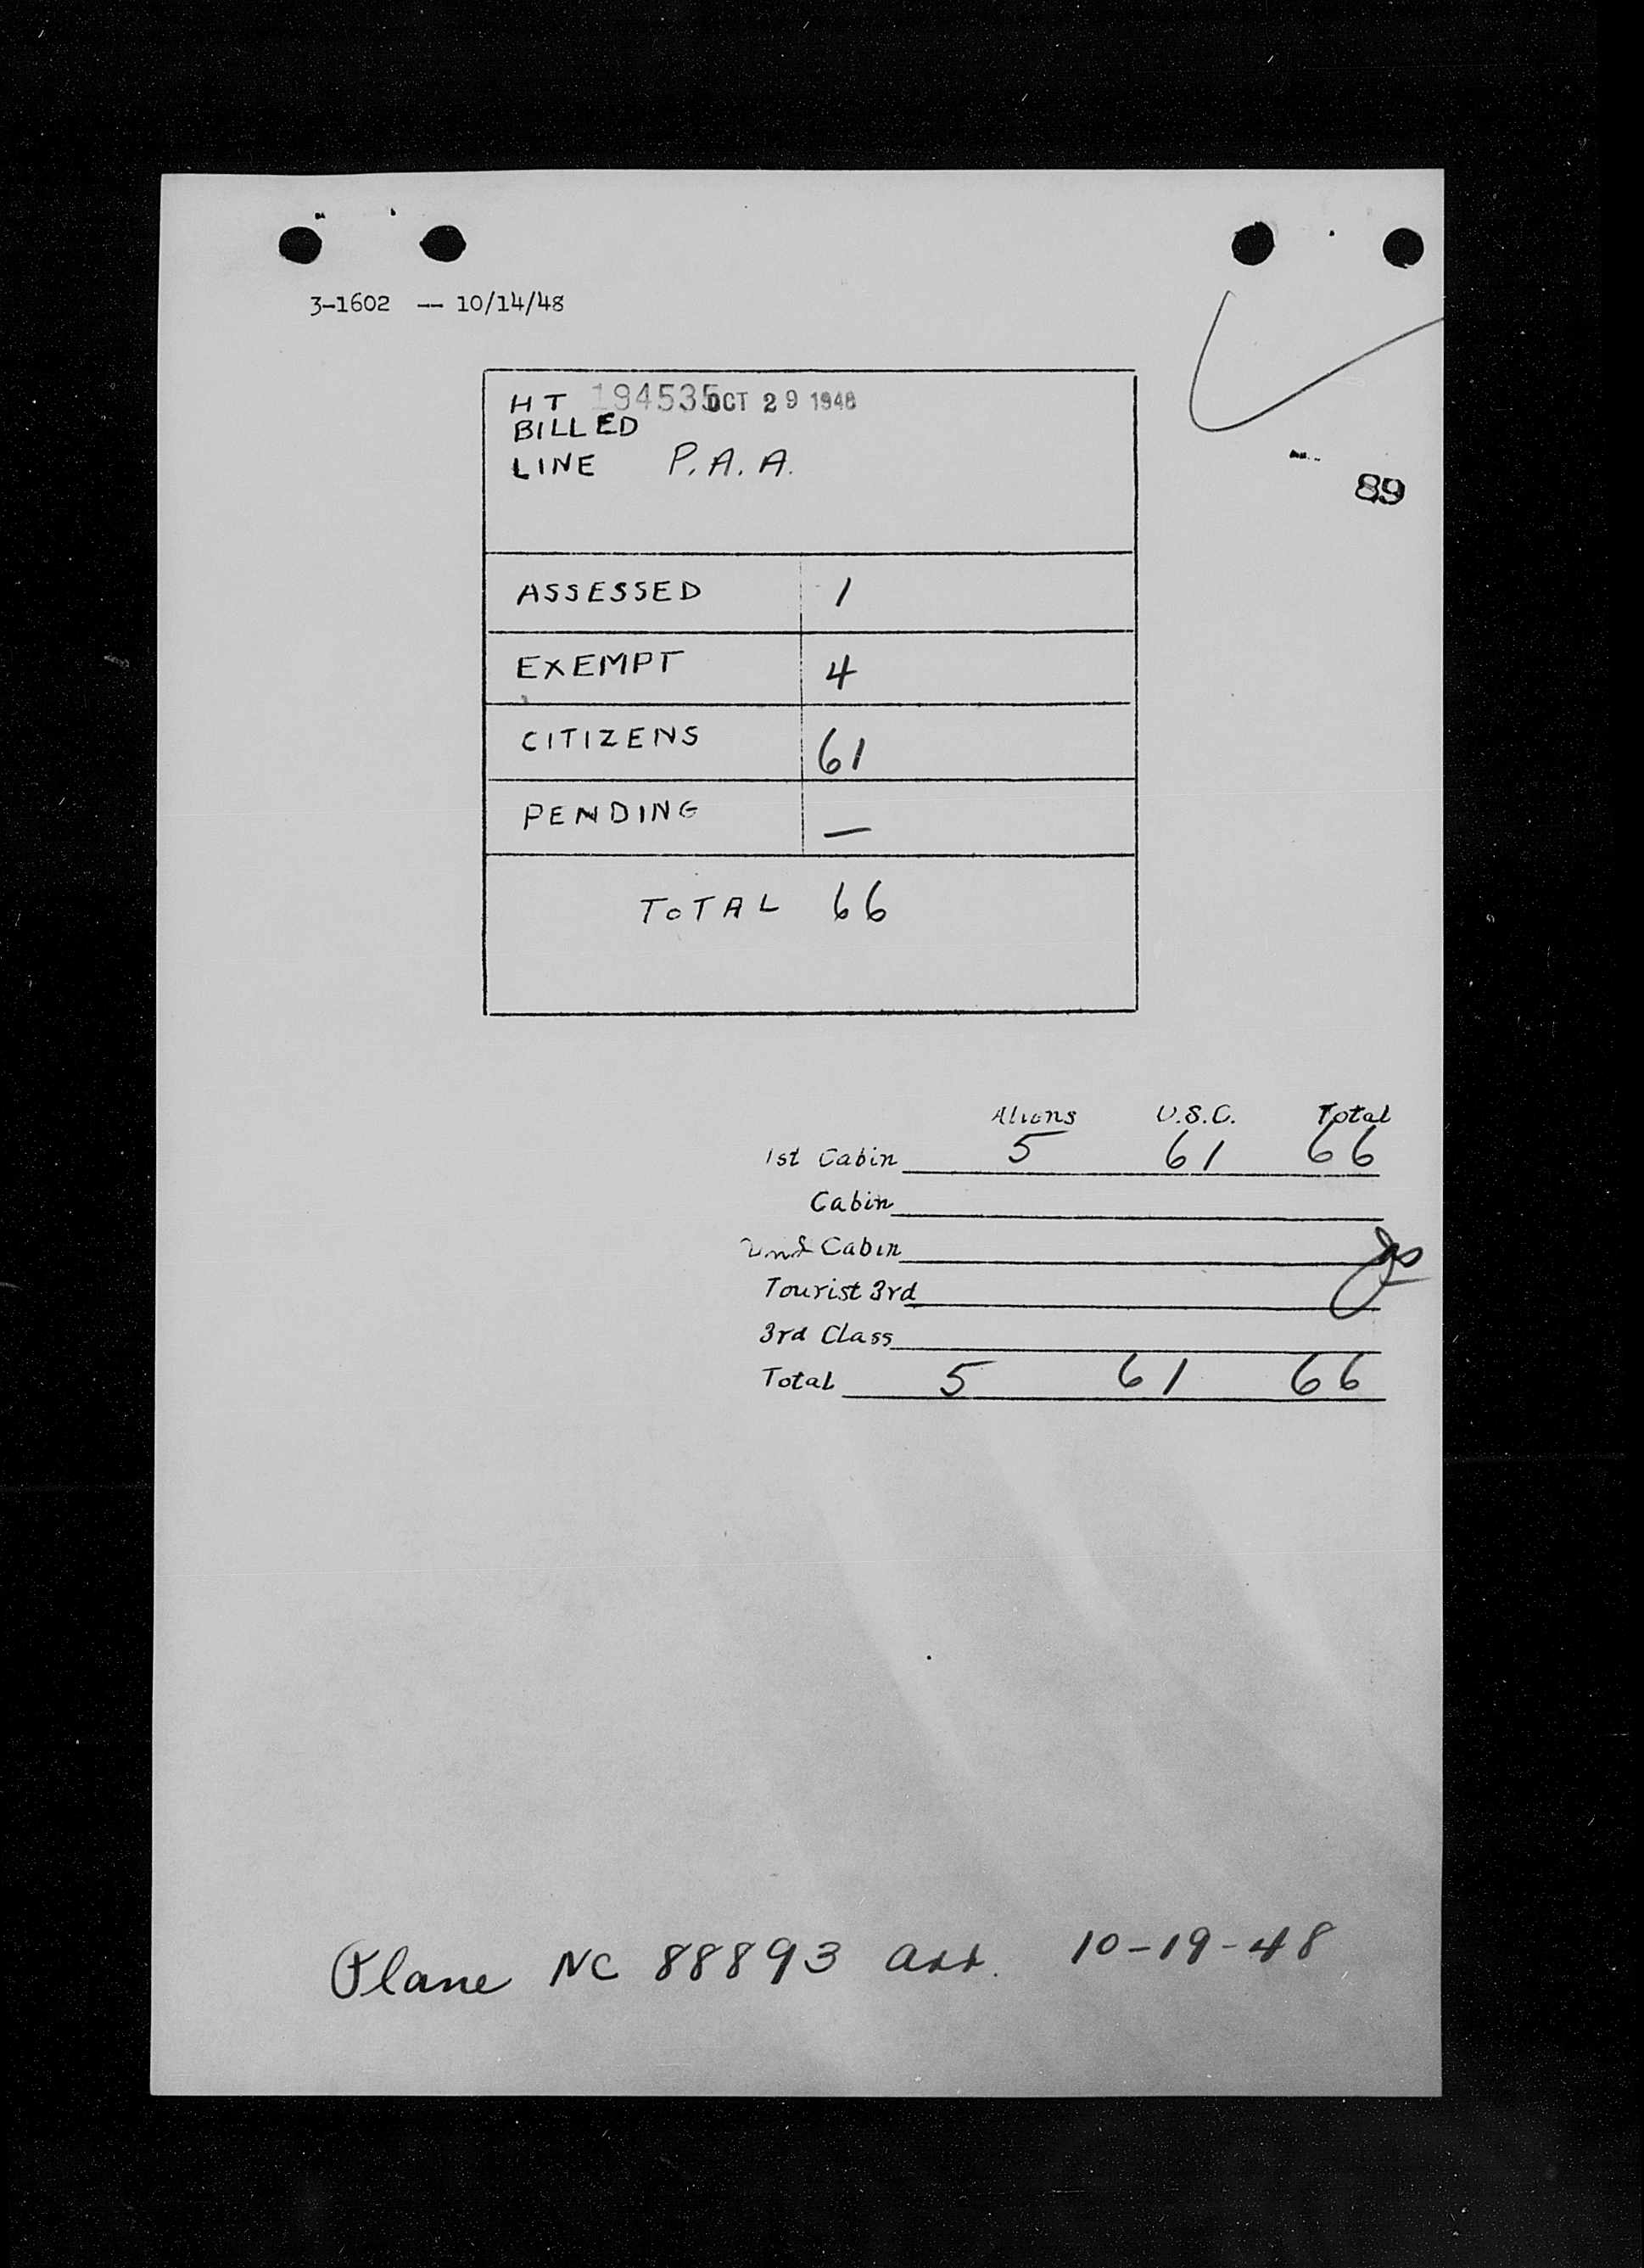 3-1602 -- 10/14/48
HT 194535 OCT 29 1948
BILLED
LINE P.A.A.
89
ASSESSED 1
EXEMPT 4
CITIZENS 61
PENDING —
TOTAL 66
Aliens U.S.C. Total
1st Cabin 5 61 66
Cabin
2nd Cabin
Tourist 3rd
3rd Class
Total 5 61 66
Plane NC 88893 arr. 10-19-48